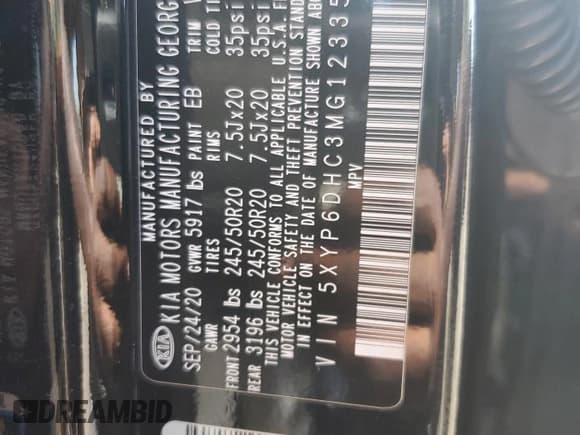 MANUFACTURED BY
KIA KIA MOTORS MANUFACTURING GEORG
SEP/24/20 GVWR 5917 lbs PAINT EB TRIM
GAWR TIRES RIMS COLD TI
FRONT 2954 lbs 245/50R20 7.5Jx20 35psi
REAR 3196 lbs 245/50R20 7.5Jx20 35psi
THIS VEHICLE CONFORMS TO ALL APPLICABLE U.S.A. F
MOTOR VEHICLE SAFETY AND THEFT PREVENTION STAND
IN EFFECT ON THE DATE OF MANUFACTURE SHOWN ABO
VIN 5XYP6DHC3MG12335
MPV
DREAMBID